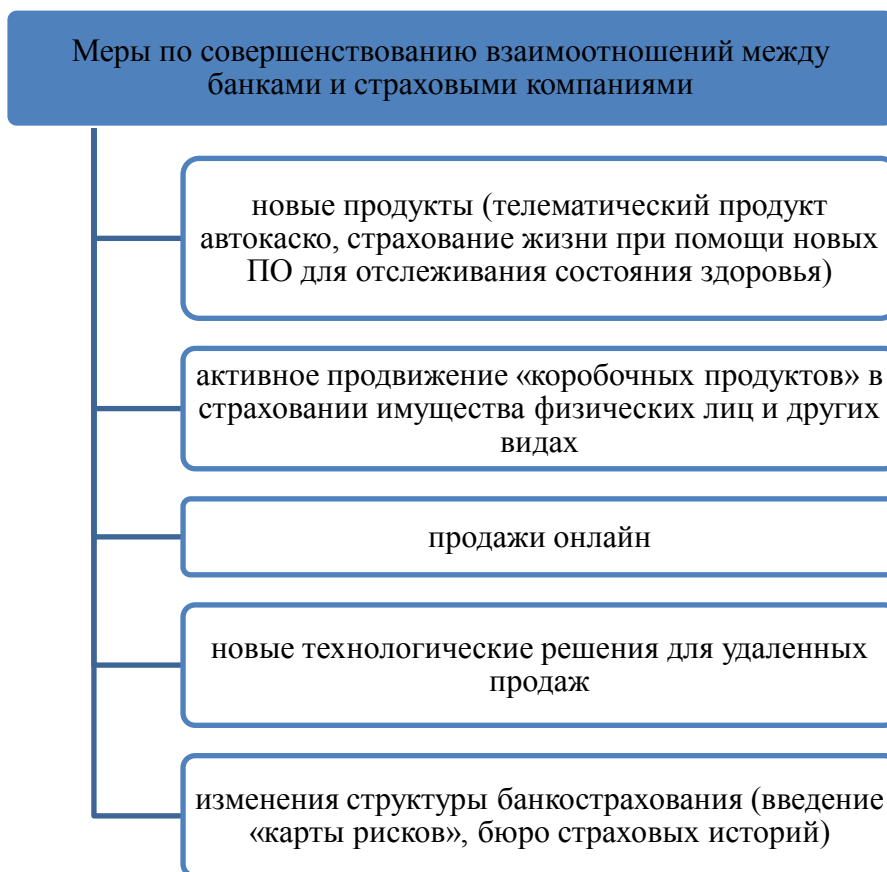 Меры по совершенствованию взаимоотношений между
банками и страховыми компаниями
новые продукты (телематический продукт
автокаско, страхование жизни при помощи новых
ПО для отслеживания состояния здоровья)
активное продвижение «коробочных продуктов» в
страховании имущества физических лиц и других
видах
продажи онлайн
новые технологические решения для удаленных
продаж
изменения структуры банкострахования (введение
«карты рисков», бюро страховых историй)